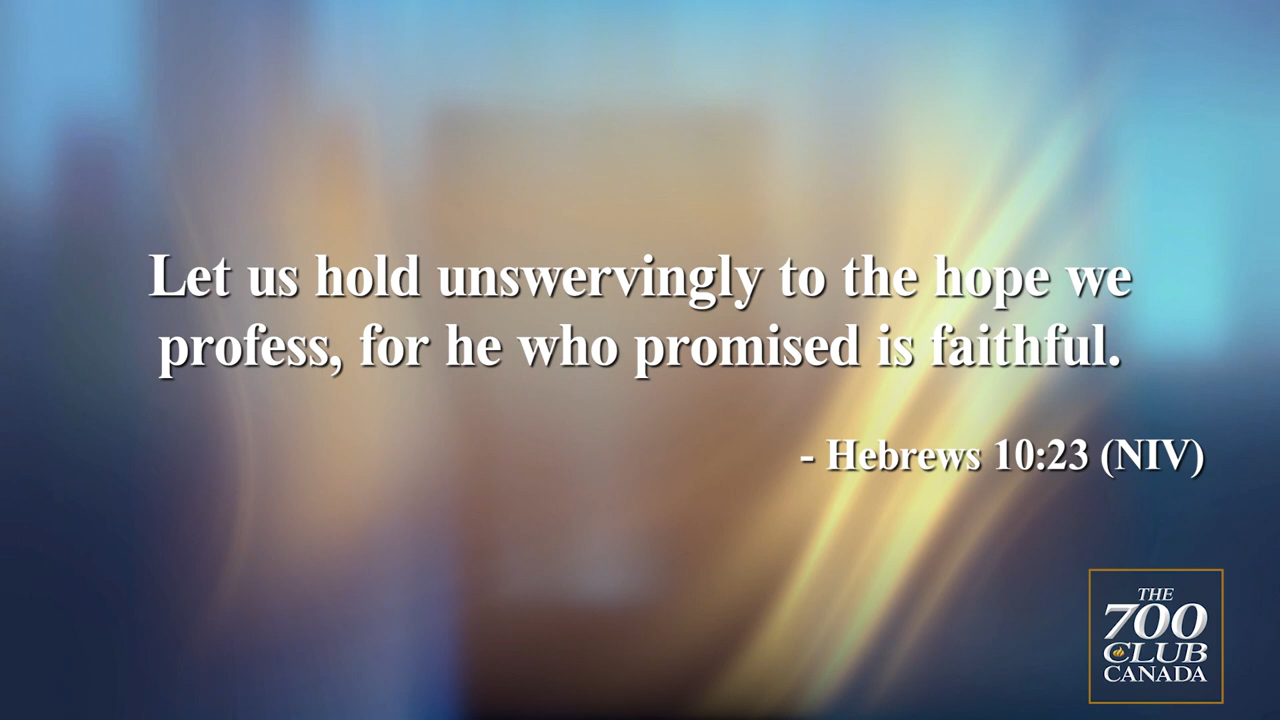 Let us hold unswervingly to the hope we
profess, for he who promised is faithful.
- Hebrews 10:23 (NIV)
THE
700
CLUB
CANADA